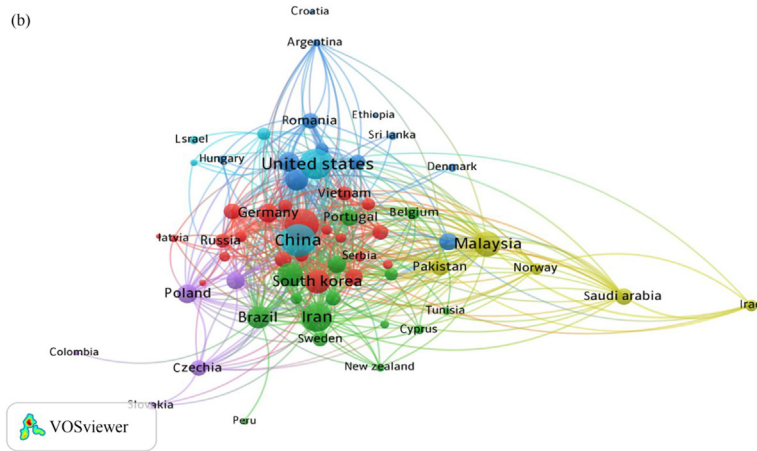 (b)
Croatia
Argentina
Ethiopia
Romania
Sri lanka
Lsrael
Hungary
United states
Denmark
Vietnam
Germany
Portugal
Belgium
latvia
Russia
China
Malaysia
Serbia
Pakistan
Norway
South korea
Poland
Saudi arabia
Iraq
Brazil
Iran
Tunisia
Cyprus
Sweden
Colombia
Czechia
New zealand
Slovakia
Peru
VOSviewer